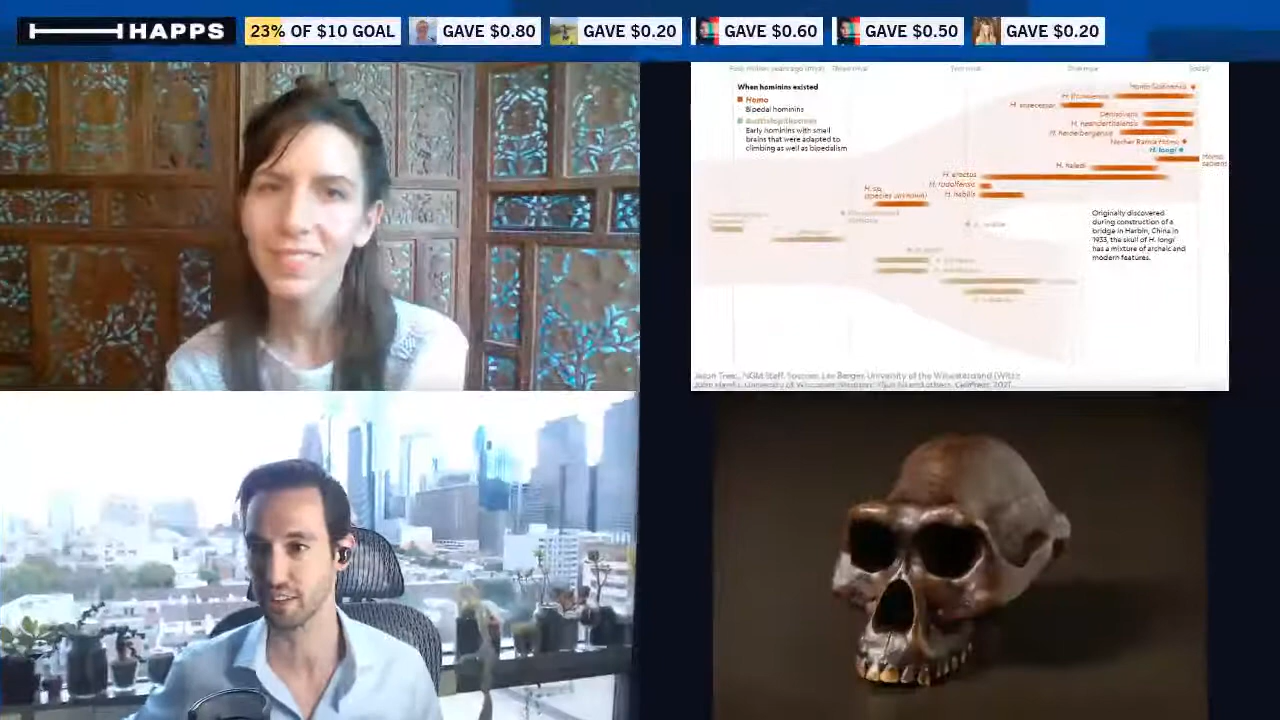 HAPPS
23% OF $10 GOAL
GAVE $0.80
GAVE $0.20
GAVE $0.60
GAVE $0.50
GAVE $0.20
When hominins existed
Homo
Bipedal hominins
Australopithecines
Early hominins with small
brains that were adapted to
climbing as well as bipedalism
H. antecessor
Denisovans
H. neanderthalensis
H. heidelbergensis
Nesher Ramla Homo
H. longi
Homo
sapiens
H. naledi
H. erectus
H. rudolfensis
H. habilis
H. sp.
(species unknown)
Originally discovered
during construction of a
bridge in Harbin, China in
1933, the skull of H. longi
has a mixture of archaic and
modern features.